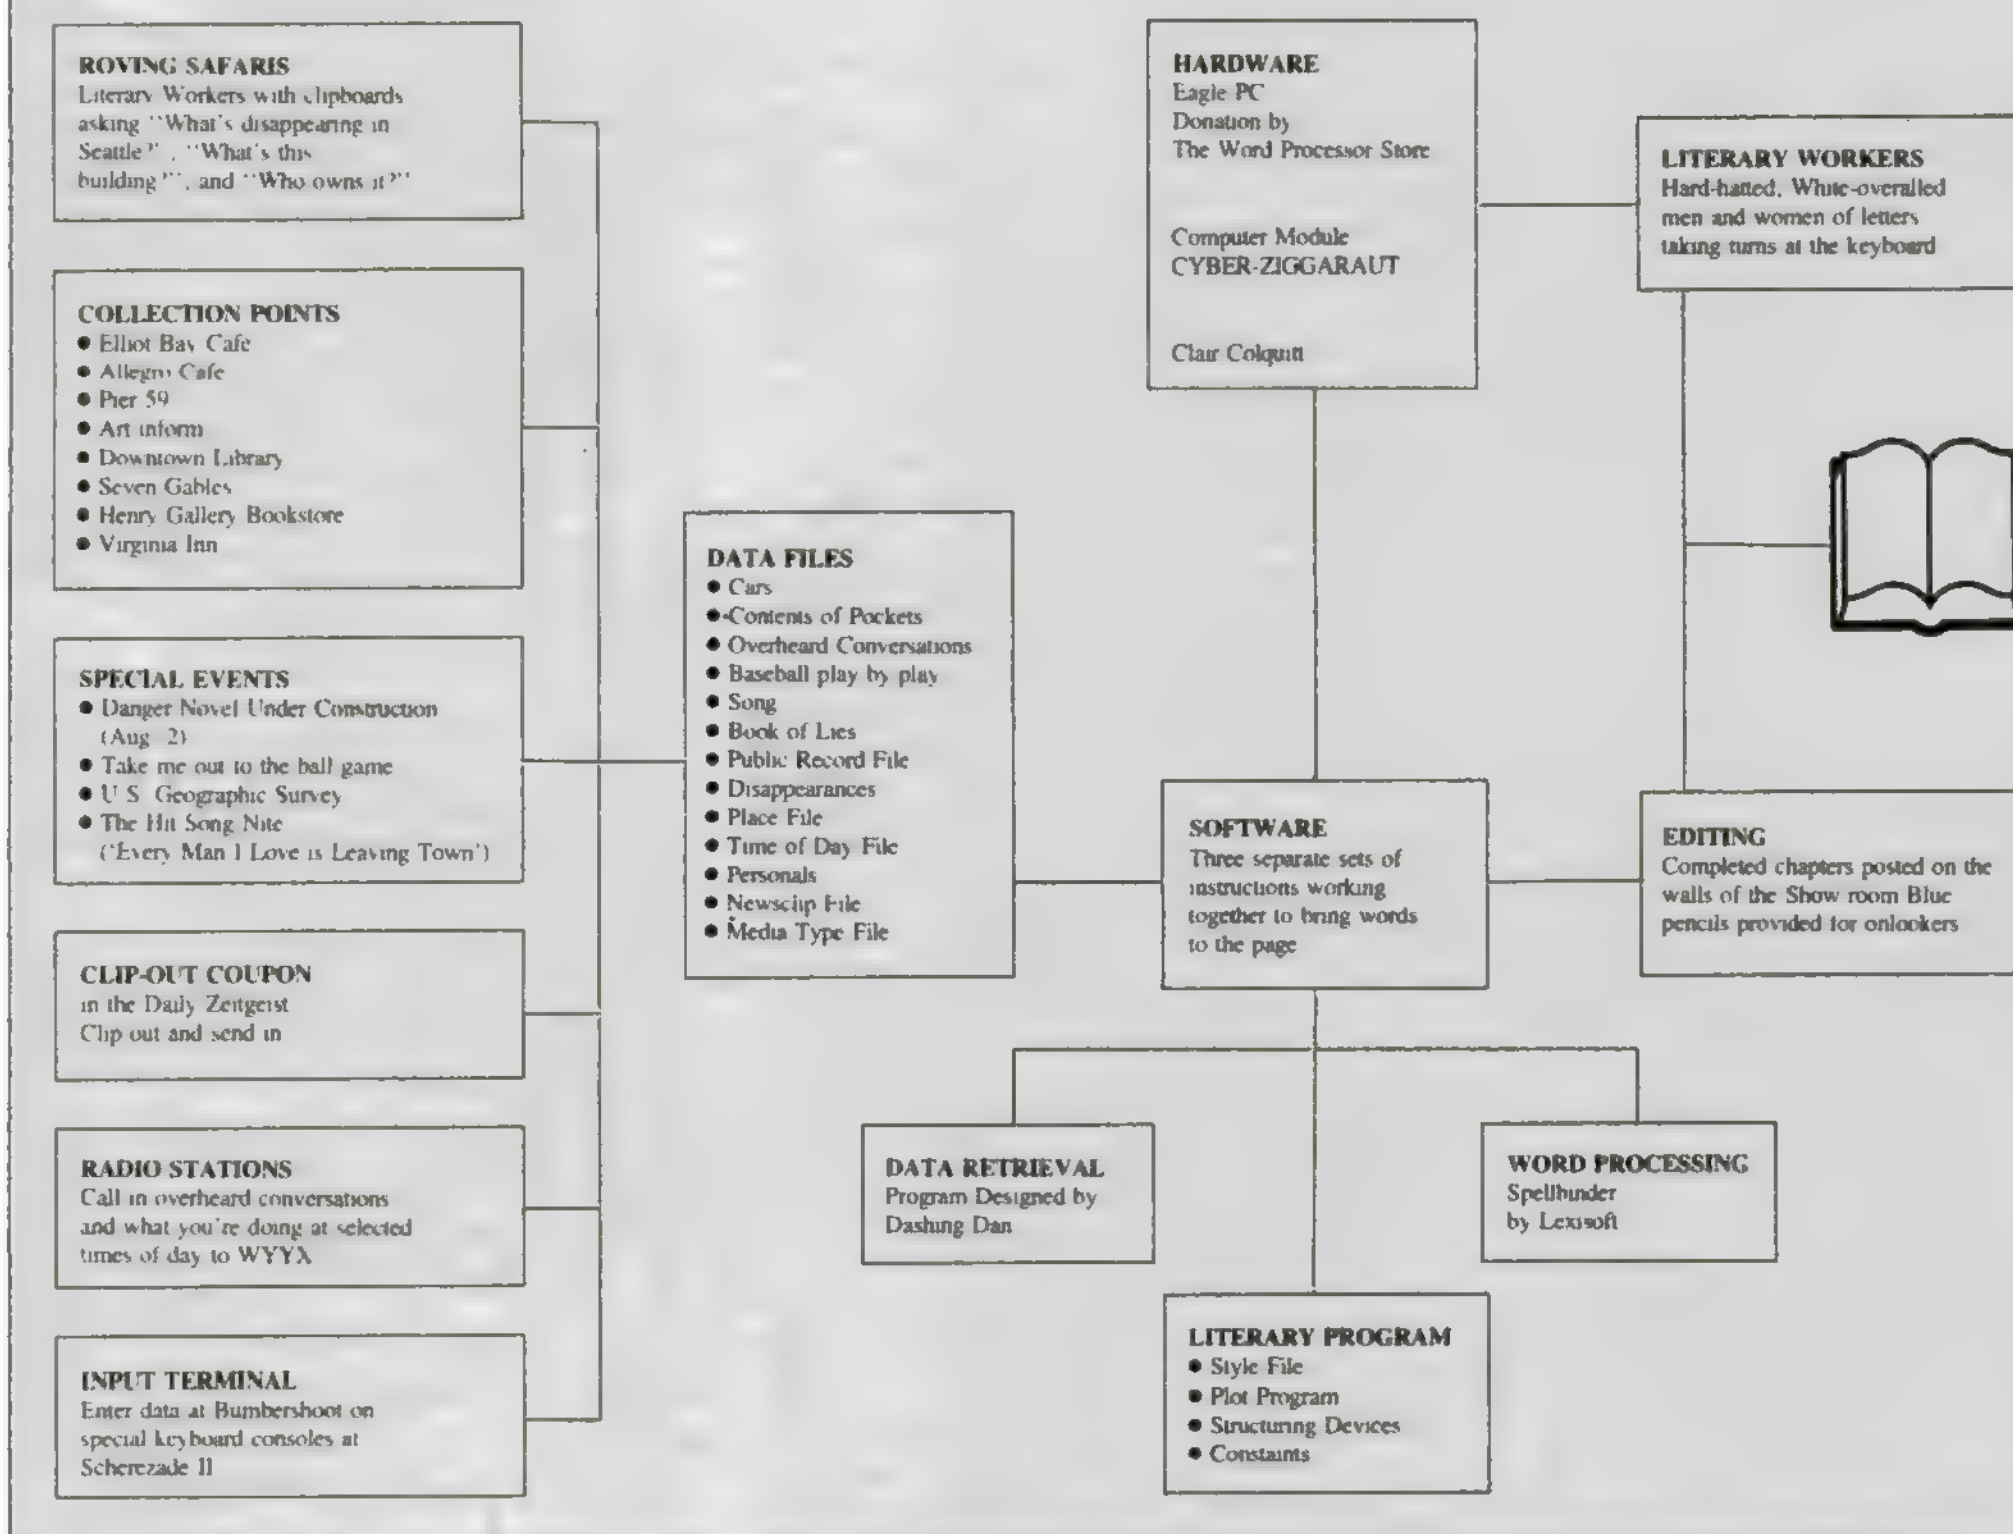 ROVING SAFARIS
Literary Workers with clipboards
asking "What's disappearing in
Seattle?", "What's this
building?", and "Who owns it?"
COLLECTION POINTS
● Elliot Bay Cafe
● Allegro Cafe
● Pier 59
● Art inform
● Downtown Library
● Seven Gables
● Henry Gallery Bookstore
● Virginia Inn
SPECIAL EVENTS
● Danger Novel Under Construction
(Aug. 2)
● Take me out to the ball game
● U.S. Geographic Survey
● The Hit Song Nite
('Every Man I Love is Leaving Town')
CLIP-OUT COUPON
in the Daily Zeitgeist
Clip out and send in
RADIO STATIONS
Call in overheard conversations
and what you're doing at selected
times of day to WYYX
INPUT TERMINAL
Enter data at Bumbershoot on
special keyboard consoles at
Scherezade II
DATA FILES
● Cars
● Contents of Pockets
● Overheard Conversations
● Baseball play by play
● Song
● Book of Lies
● Public Record File
● Disappearances
● Place File
● Time of Day File
● Personals
● Newsclip File
● Media Type File
HARDWARE
Eagle PC
Donation by
The Word Processor Store
Computer Module
CYBER-ZIGGARAUT
Clair Colquitt
LITERARY WORKERS
Hard-hatted, White-overalled
men and women of letters
taking turns at the keyboard
SOFTWARE
Three separate sets of
instructions working
together to bring words
to the page
EDITING
Completed chapters posted on the
walls of the Show room Blue
pencils provided for onlookers
DATA RETRIEVAL
Program Designed by
Dashing Dan
WORD PROCESSING
Spellbinder
by Lexisoft
LITERARY PROGRAM
● Style File
● Plot Program
● Structuring Devices
● Constaints